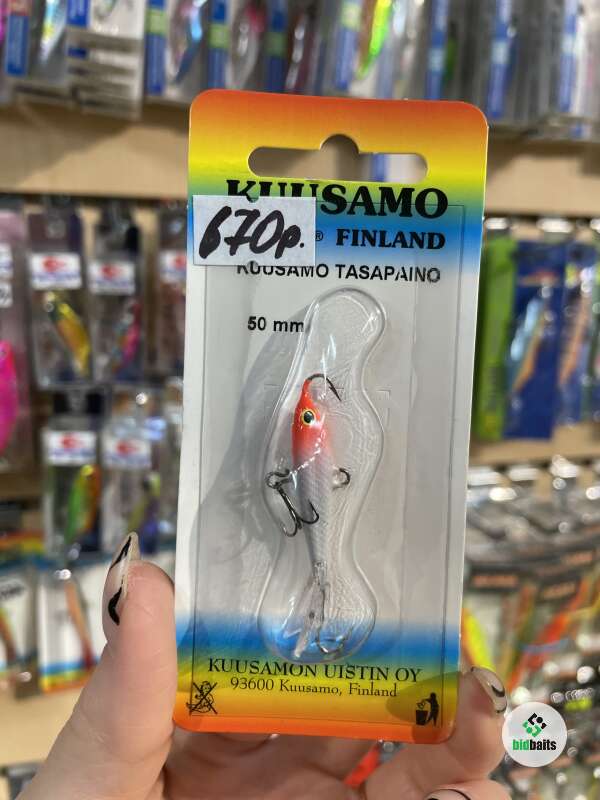 KUUSAMO
670р.
® FINLAND
KUUSAMO TASAPAINO
50 mm
KUUSAMON UISTIN OY
93600 Kuusamo, Finland
bidbaits